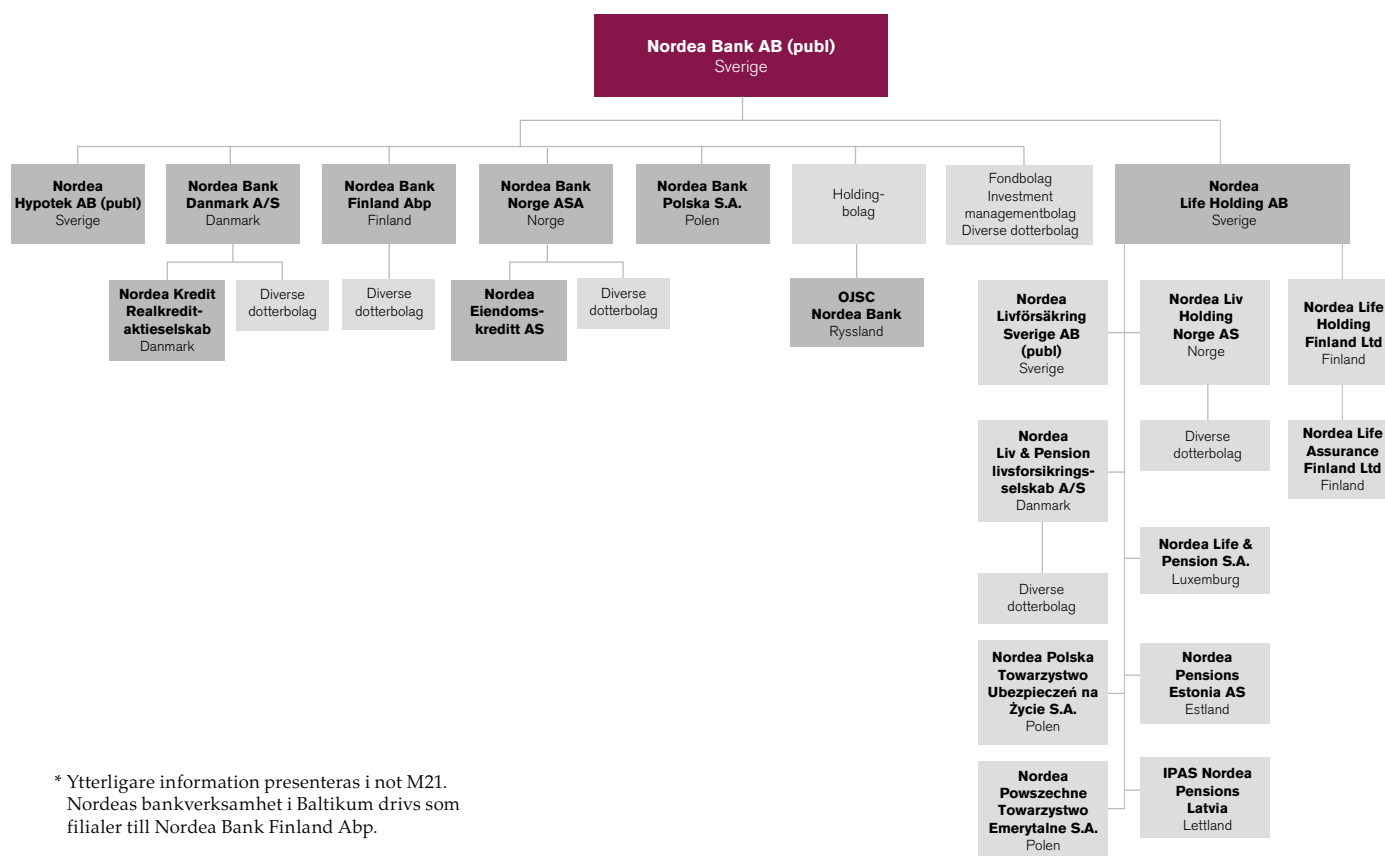 Nordea Bank AB (publ)
Sverige
Nordea
Hypotek AB (publ)
Sverige
Nordea Bank
Danmark A/S
Danmark
Nordea Bank
Finland Abp
Finland
Nordea Bank
Norge ASA
Norge
Nordea Bank
Polska S.A.
Polen
Holding-
bolag
Fondbolag
Investment
managementbolag
Diverse dotterbolag
Nordea
Life Holding AB
Sverige
Nordea Kredit
Realkredit-
aktieselskab
Danmark
Diverse
dotterbolag
Diverse
dotterbolag
Nordea
Eiendoms-
kreditt AS
Diverse
dotterbolag
OJSC
Nordea Bank
Ryssland
Nordea
Livförsäkring
Sverige AB
(publ)
Sverige
Nordea Liv
Holding
Norge AS
Norge
Nordea Life
Holding
Finland Ltd
Finland
Nordea
Liv & Pension
livsforsikrings-
selskab A/S
Danmark
Diverse
dotterbolag
Nordea Life
Assurance
Finland Ltd
Finland
Nordea Life &
Pension S.A.
Luxemburg
Diverse
dotterbolag
Nordea Polska
Towarzystwo
Ubezpieczeń na
Życie S.A.
Polen
Nordea
Pensions
Estonia AS
Estland
Nordea
Powszechne
Towarzystwo
Emerytalne S.A.
Polen
IPAS Nordea
Pensions
Latvia
Lettland
* Ytterligare information presenteras i not M21.
Nordeas bankverksamhet i Baltikum drivs som
filialer till Nordea Bank Finland Abp.